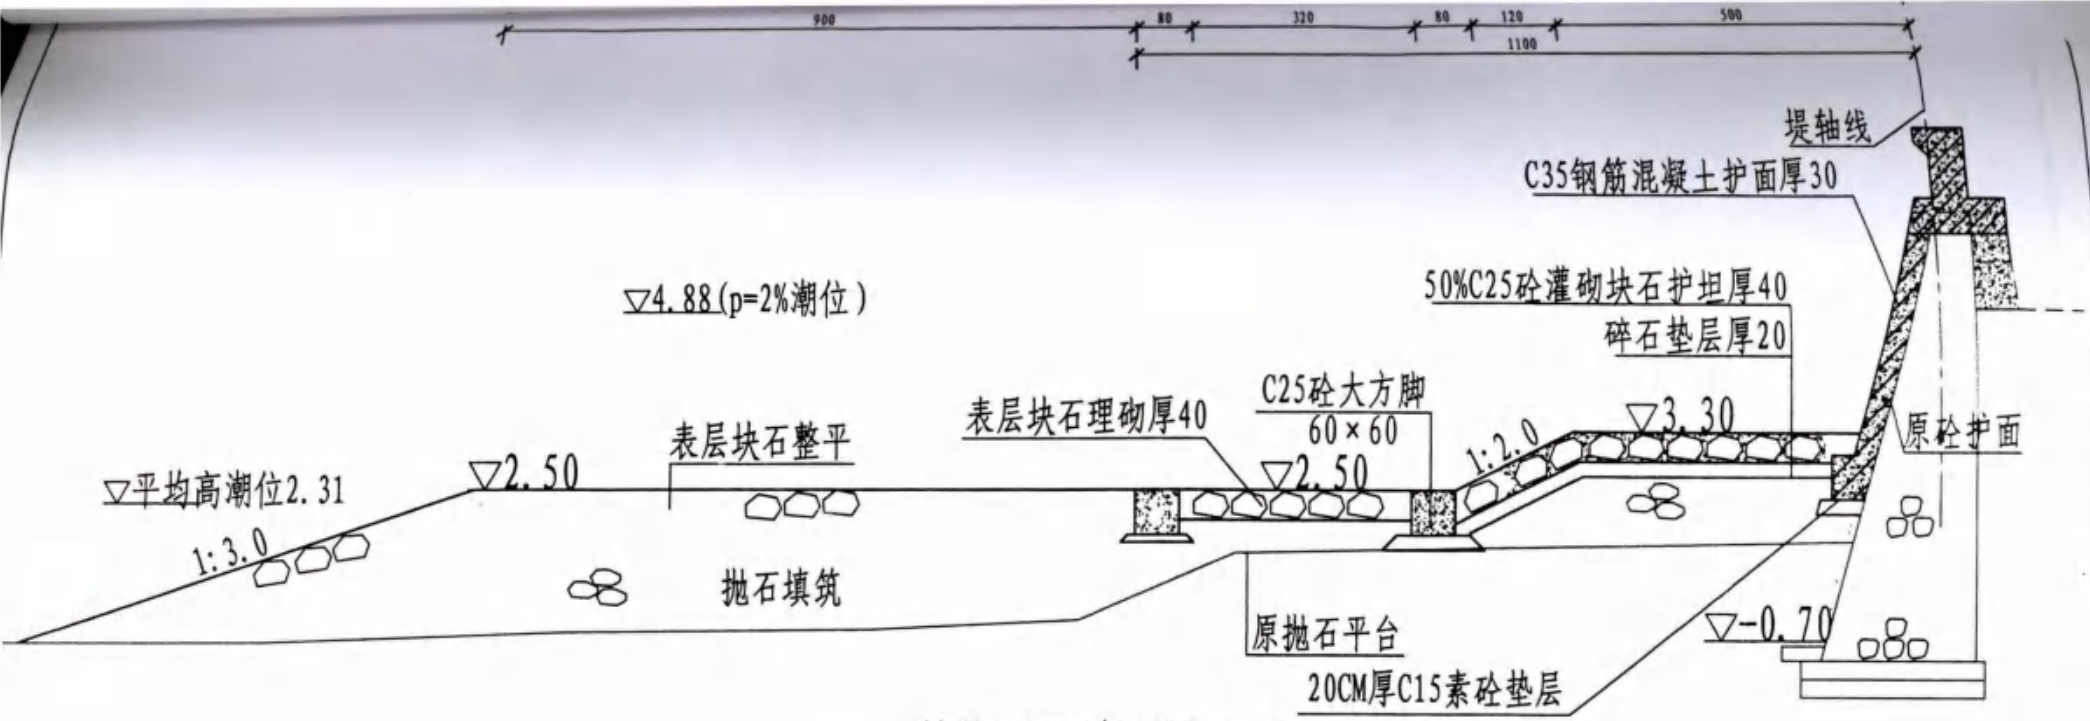 900
80
320
80
120
500
1100
堤轴线
C35钢筋混凝土护面厚30
▽4.88(p=2%潮位)
50%C25砼灌砌块石护坦厚40
碎石垫层厚20
C25砼大方脚
60×60
表层块石理砌厚40
表层块石整平
1:2.0
▽3.30
原砼护面
▽平均高潮位2.31
▽2.50
▽2.50
1:3.0
抛石填筑
原抛石平台
▽-0.70
20CM厚C15素砼垫层